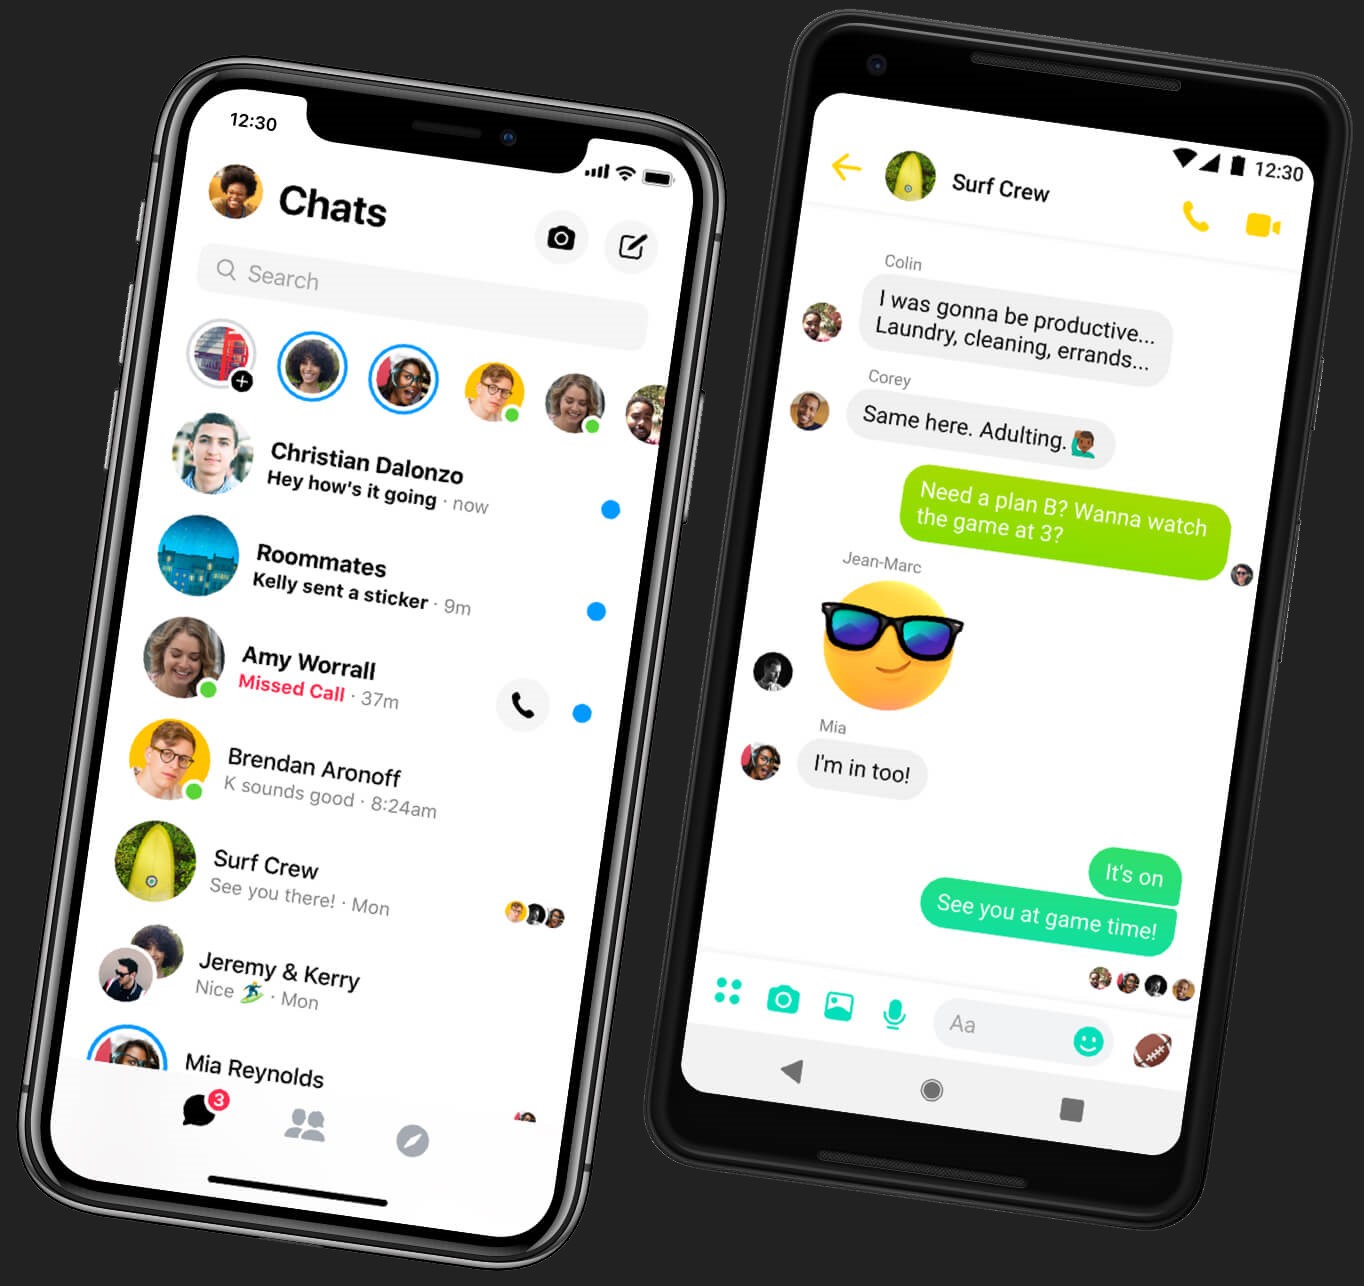 12:30
Chats
Search
Christian Dalonzo
Hey how's it going · now
Roommates
Kelly sent a sticker · 9m
Amy Worrall
Missed Call · 37m
Brendan Aronoff
K sounds good · 8:24am
Surf Crew
See you there! · Mon
Jeremy & Kerry
Nice 🏄‍♂️ · Mon
Mia Reynolds
3
12:30
Surf Crew
Colin
I was gonna be productive...
Laundry, cleaning, errands...
Corey
Same here. Adulting. 🙋🏾‍♂️
Need a plan B? Wanna watch
the game at 3?
Jean-Marc
Mia
I'm in too!
It's on
See you at game time!
Aa